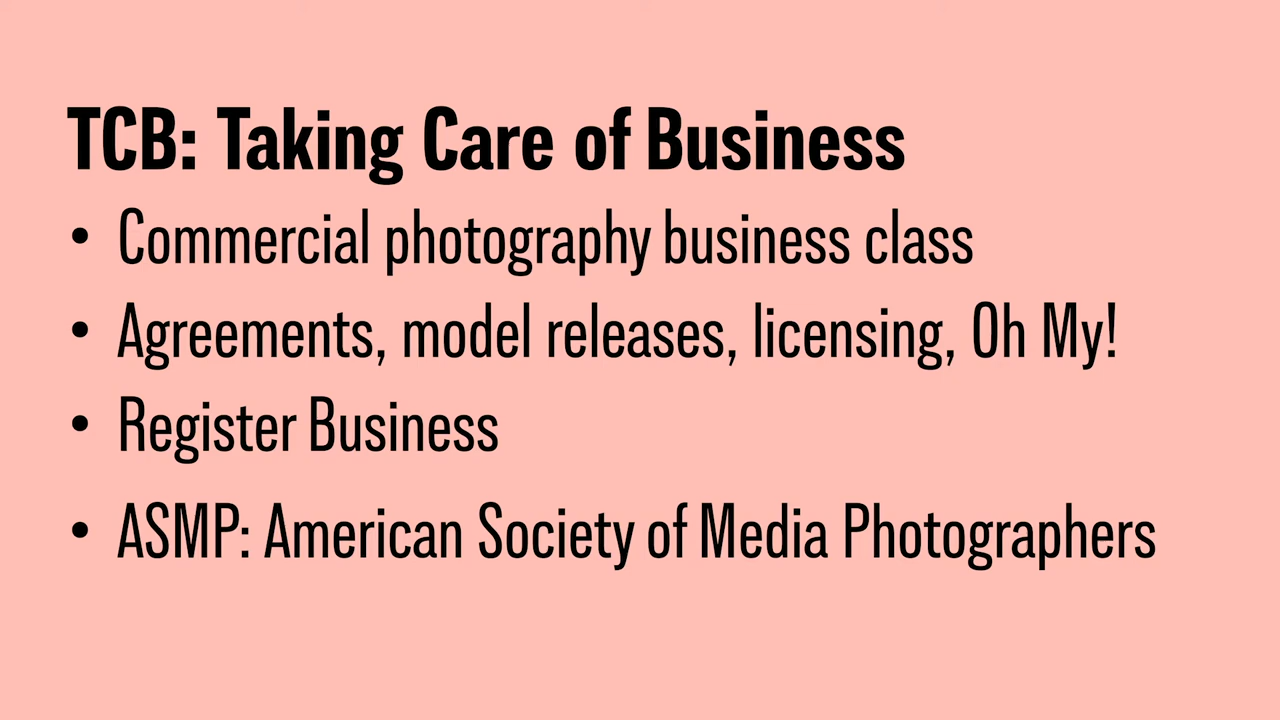 TCB: Taking Care of Business
• Commercial photography business class
• Agreements, model releases, licensing, Oh My!
• Register Business
• ASMP: American Society of Media Photographers